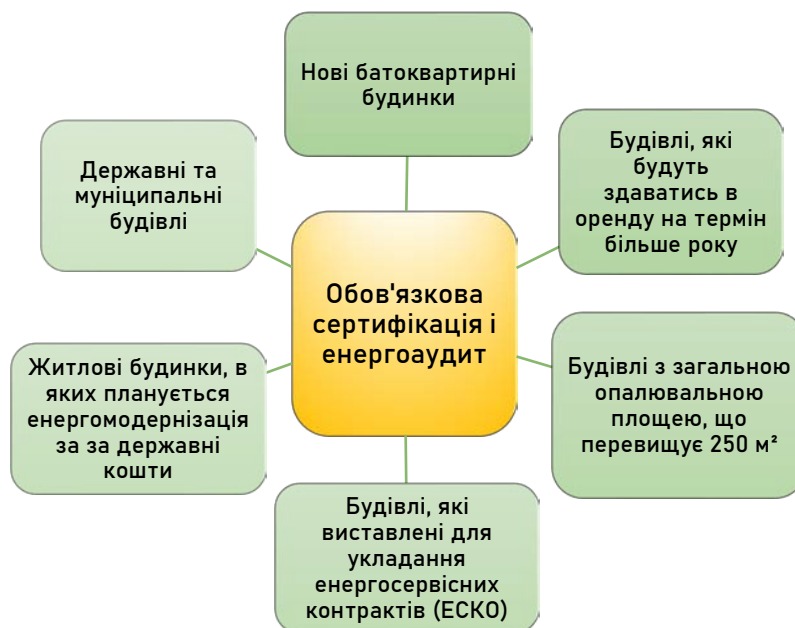 Нові батоквартирні
будинки
Державні та
муніципальні
будівлі
Будівлі, які
будуть
здаватись в
оренду на термін
більше року
Обов'язкова
сертифікація і
енергоаудит
Житлові будинки, в
яких планується
енергомодернізація
за за державні
кошти
Будівлі з загальною
опалювальною
площею, що
перевищує 250 м²
Будівлі, які
виставлені для
укладання
енергосервісних
контрактів (ЕСКО)